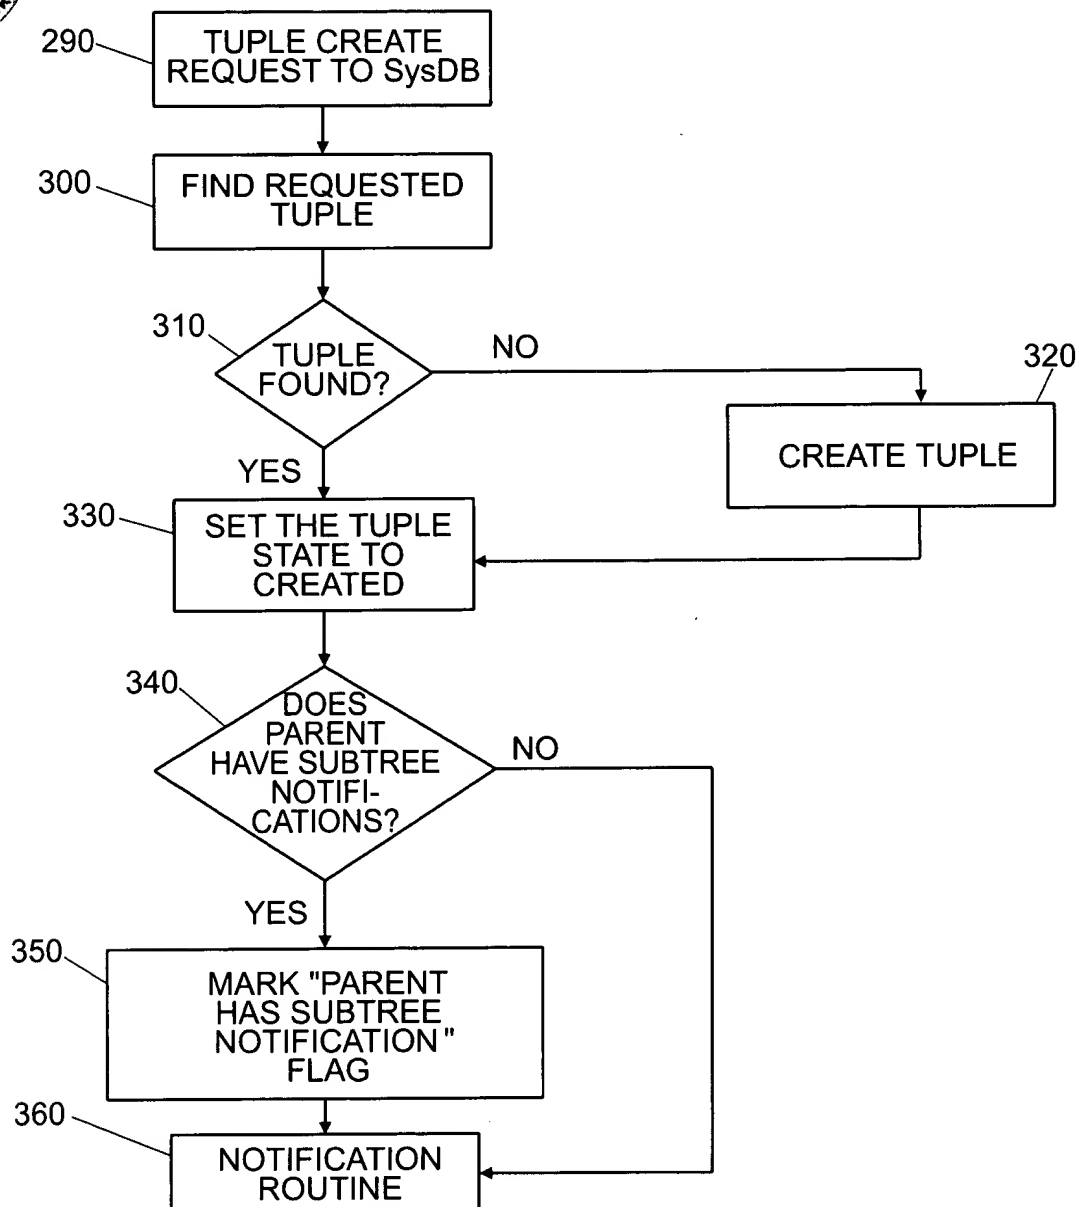 290
TUPLE CREATE
REQUEST TO SysDB
300
FIND REQUESTED
TUPLE
310
TUPLE
FOUND?
NO
320
CREATE TUPLE
YES
330
SET THE TUPLE
STATE TO
CREATED
340
DOES
PARENT
HAVE SUBTREE
NOTIFI-
CATIONS?
NO
YES
350
MARK "PARENT
HAS SUBTREE
NOTIFICATION"
FLAG
360
NOTIFICATION
ROUTINE